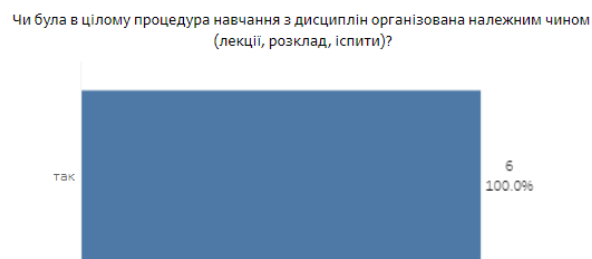 Чи була в цілому процедура навчання з дисциплін організована належним чином
(лекції, розклад, іспити)?
так
6
100.0%